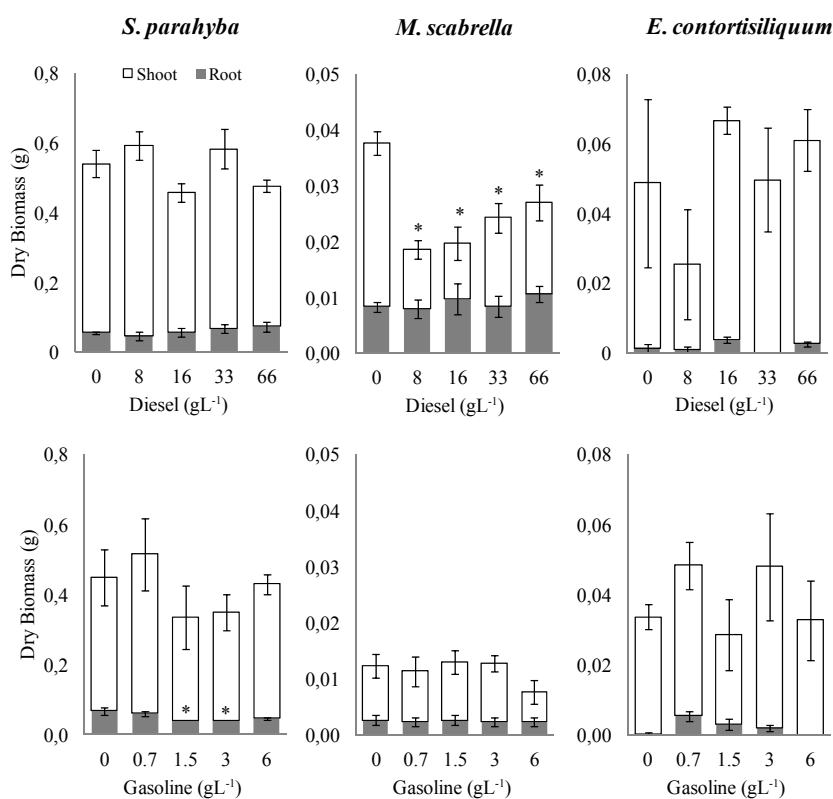 S. parahyba
M. scabrella
E. contortisiliquum
Dry Biomass (g)
0,8
0,6
0,4
0,2
0
Shoot
Root
0 8 16 33 66
Diesel (gL-1)
0,05
0,04
0,03
0,02
0,01
0,00
*
*
*
*
0 8 16 33 66
Diesel (gL-1)
0,08
0,06
0,04
0,02
0
0 8 16 33 66
Diesel (gL-1)
Dry Biomass (g)
0,8
0,6
0,4
0,2
0,0
* *
0 0.7 1.5 3 6
Gasoline (gL-1)
0,05
0,04
0,03
0,02
0,01
0,00
0 0.7 1.5 3 6
Gasoline (gL-1)
0,08
0,06
0,04
0,02
0,00
0 0.7 1.5 3 6
Gasoline (gL-1)